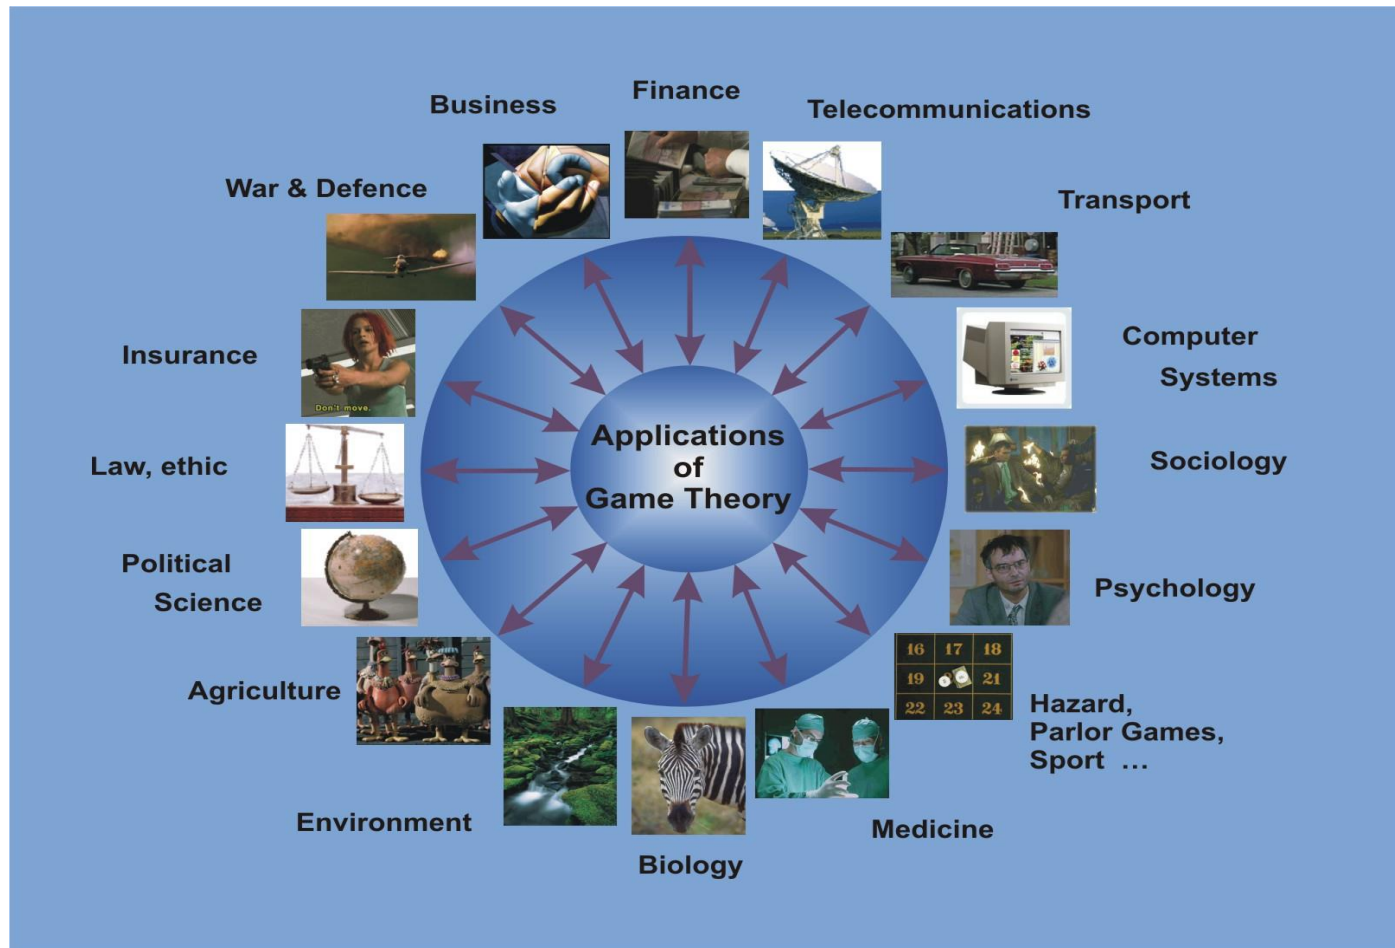 Finance
Business
Telecommunications
War & Defence
Transport
Insurance
Don't move.
Computer
Systems
Applications
of
Game Theory
Law, ethic
Sociology
Political
Science
Psychology
16 17 18
19 21
22 23 24
Agriculture
Hazard,
Parlor Games,
Sport ...
Environment
Medicine
Biology